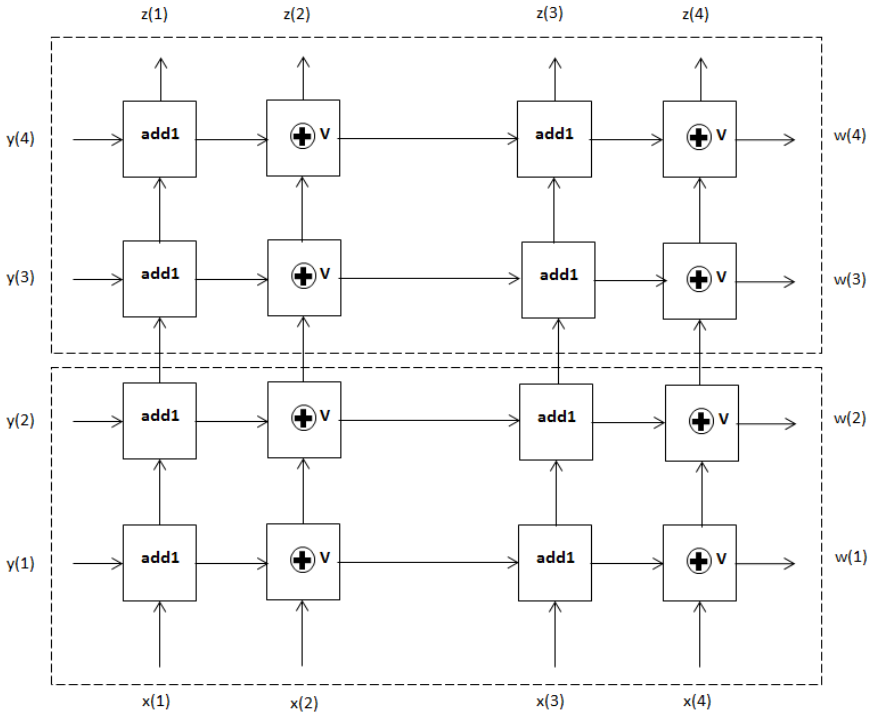 z(1) z(2) z(3) z(4)
y(4) add1 V add1 V w(4)
y(3) add1 V add1 V w(3)
y(2) add1 V add1 V w(2)
y(1) add1 V add1 V w(1)
x(1) x(2) x(3) x(4)